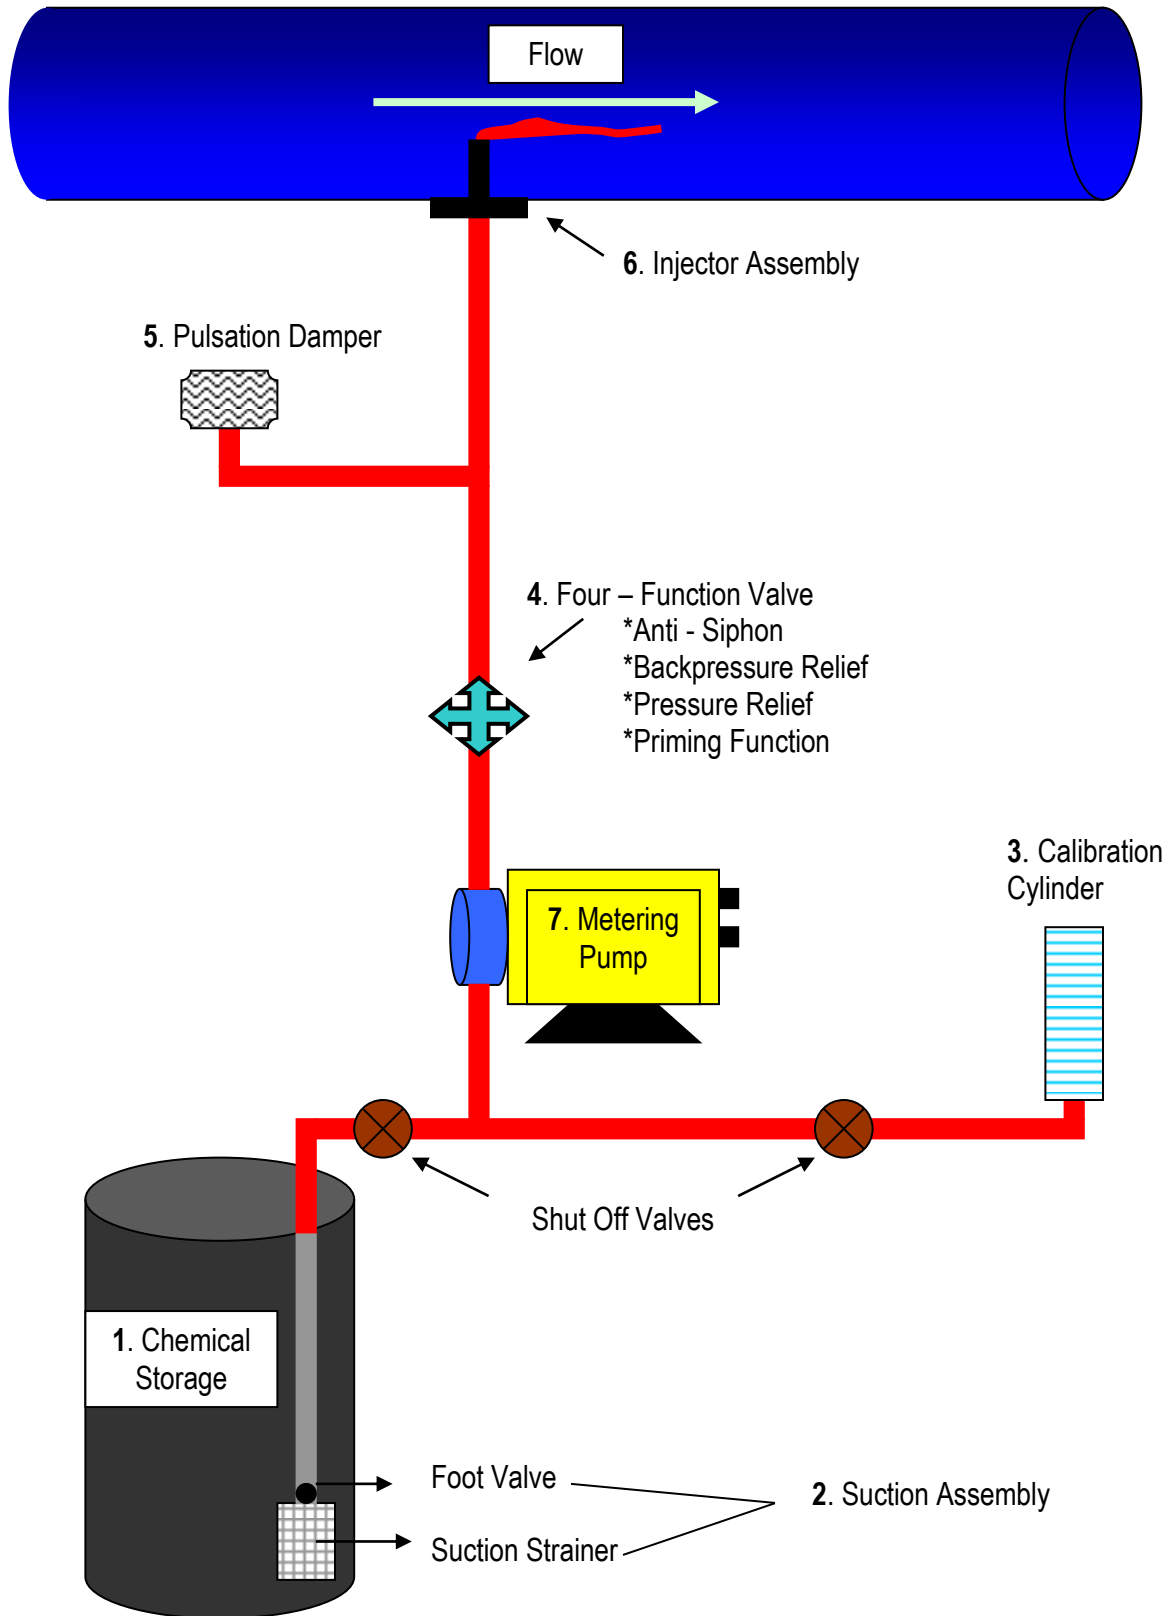 Flow
6. Injector Assembly
5. Pulsation Damper
4. Four – Function Valve
*Anti - Siphon
*Backpressure Relief
*Pressure Relief
*Priming Function
3. Calibration
Cylinder
7. Metering
Pump
Shut Off Valves
1. Chemical
Storage
Foot Valve
2. Suction Assembly
Suction Strainer